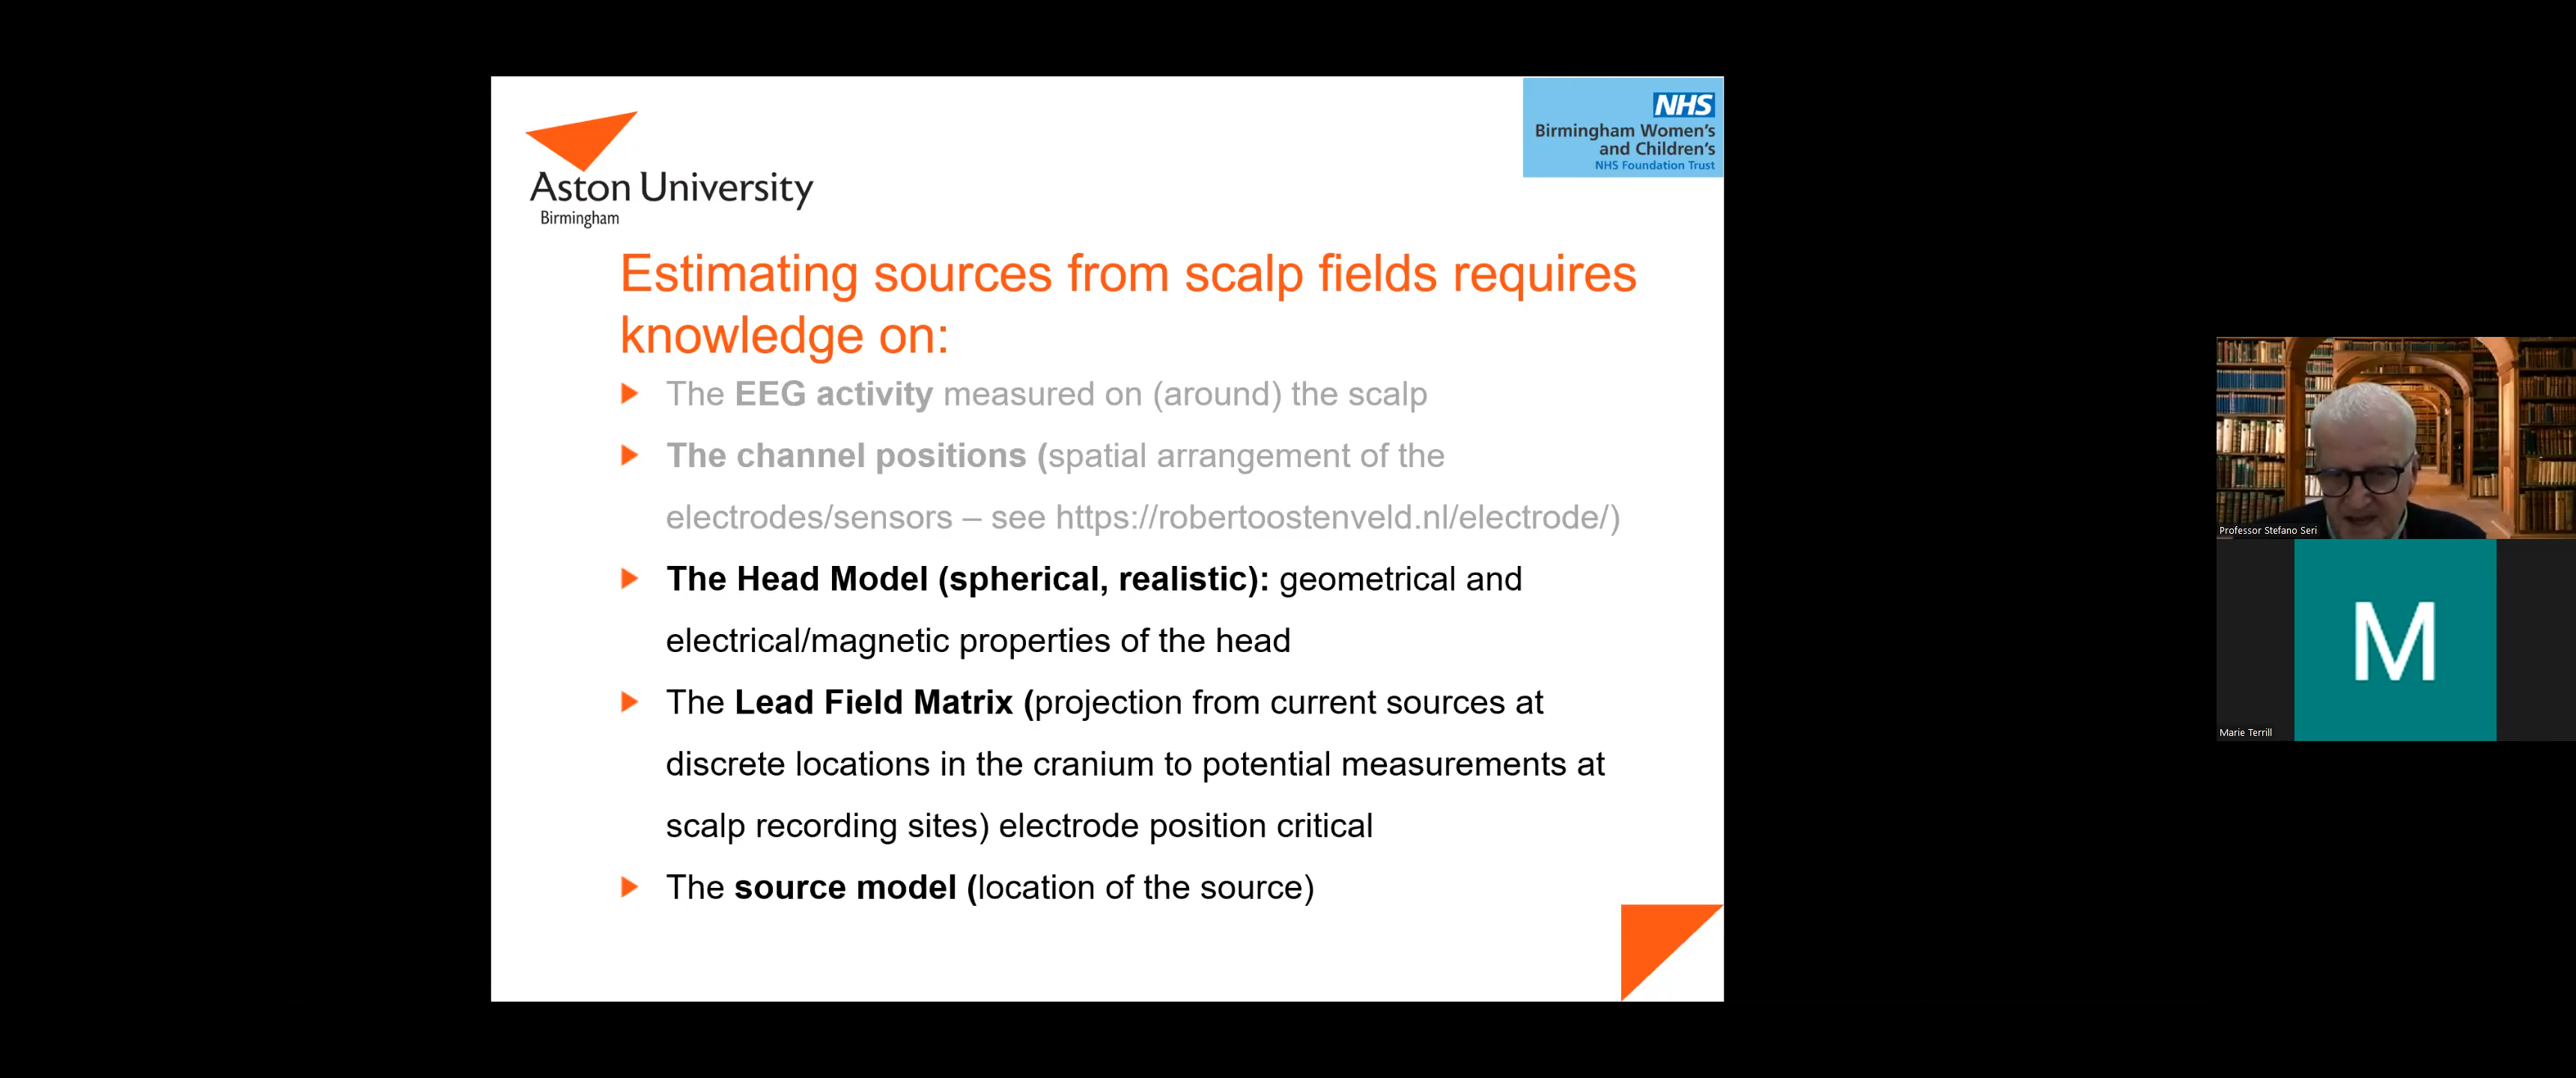 Aston University
Birmingham
NHS
Birmingham Women's
and Children's
NHS Foundation Trust
Estimating sources from scalp fields requires
knowledge on:
The EEG activity measured on (around) the scalp
The channel positions (spatial arrangement of the
electrodes/sensors – see https://robertoostenveld.nl/electrode/)
The Head Model (spherical, realistic): geometrical and
electrical/magnetic properties of the head
The Lead Field Matrix (projection from current sources at
discrete locations in the cranium to potential measurements at
scalp recording sites) electrode position critical
The source model (location of the source)
Professor Stefano Seri
M
Marie Terrill